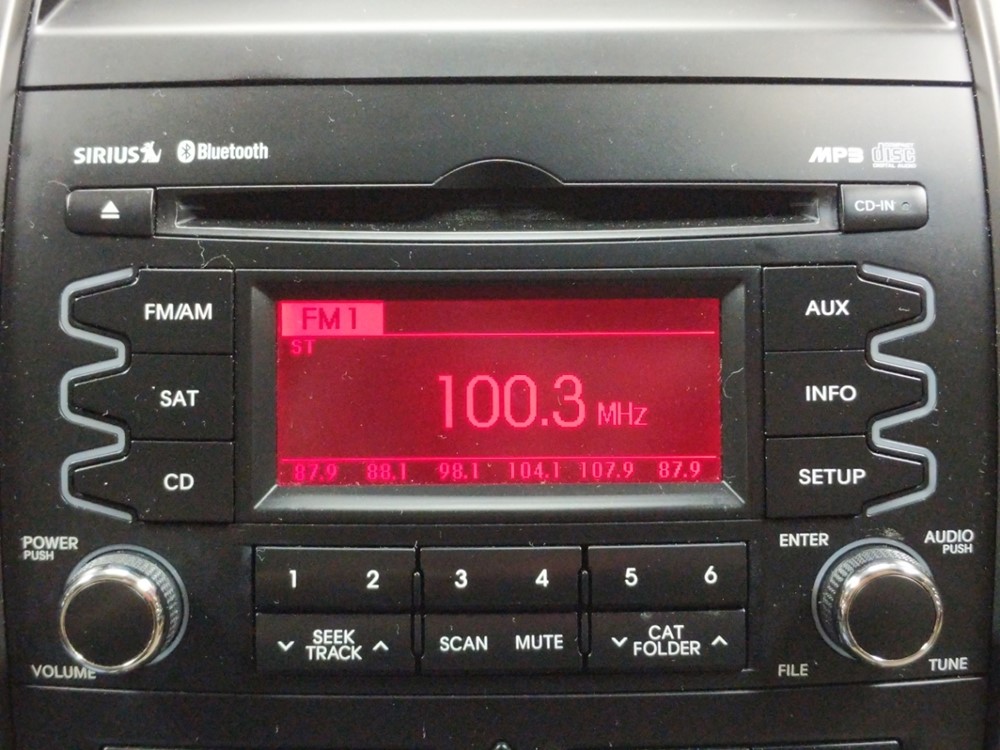 SIRIUS Bluetooth MP3 disc
DIGITAL AUDIO
CD-IN
FM/AM FM1 AUX
ST
SAT 100.3 MHz INFO
87.9 88.1 98.1 104.1 107.9 87.9
CD SETUP
POWER ENTER AUDIO
PUSH PUSH
1 2 3 4 5 6
SEEK SCAN MUTE CAT
TRACK FOLDER
VOLUME FILE TUNE